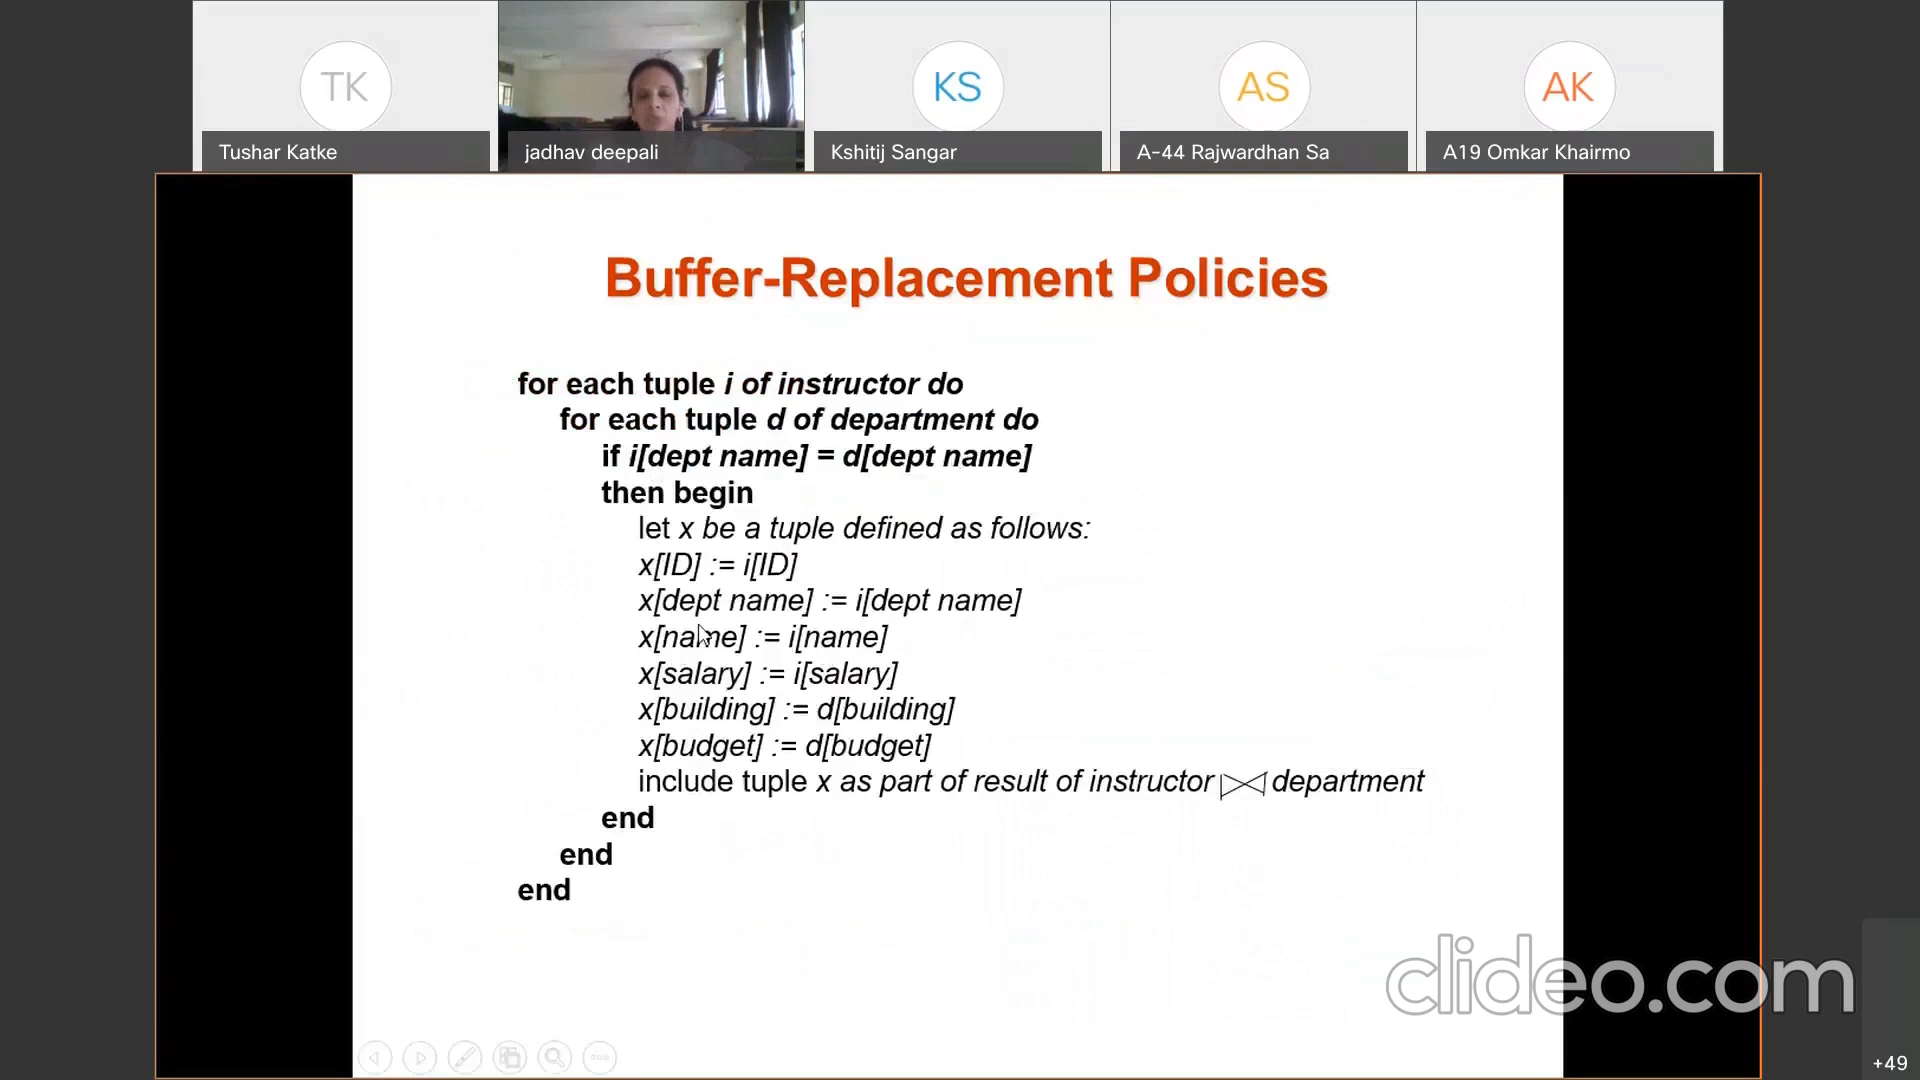 TK
KS
AS
AK
Tushar Katke
jadhav deepali
Kshitij Sangar
A-44 Rajwardhan Sa
A19 Omkar Khairmo
Buffer-Replacement Policies
for each tuple i of instructor do
for each tuple d of department do
if i[dept name] = d[dept name]
then begin
let x be a tuple defined as follows:
x[ID] := i[ID]
x[dept name] := i[dept name]
x[name] := i[name]
x[salary] := i[salary]
x[building] := d[building]
x[budget] := d[budget]
include tuple x as part of result of instructor ⋈ department
end
end
end
clideo.com
+49